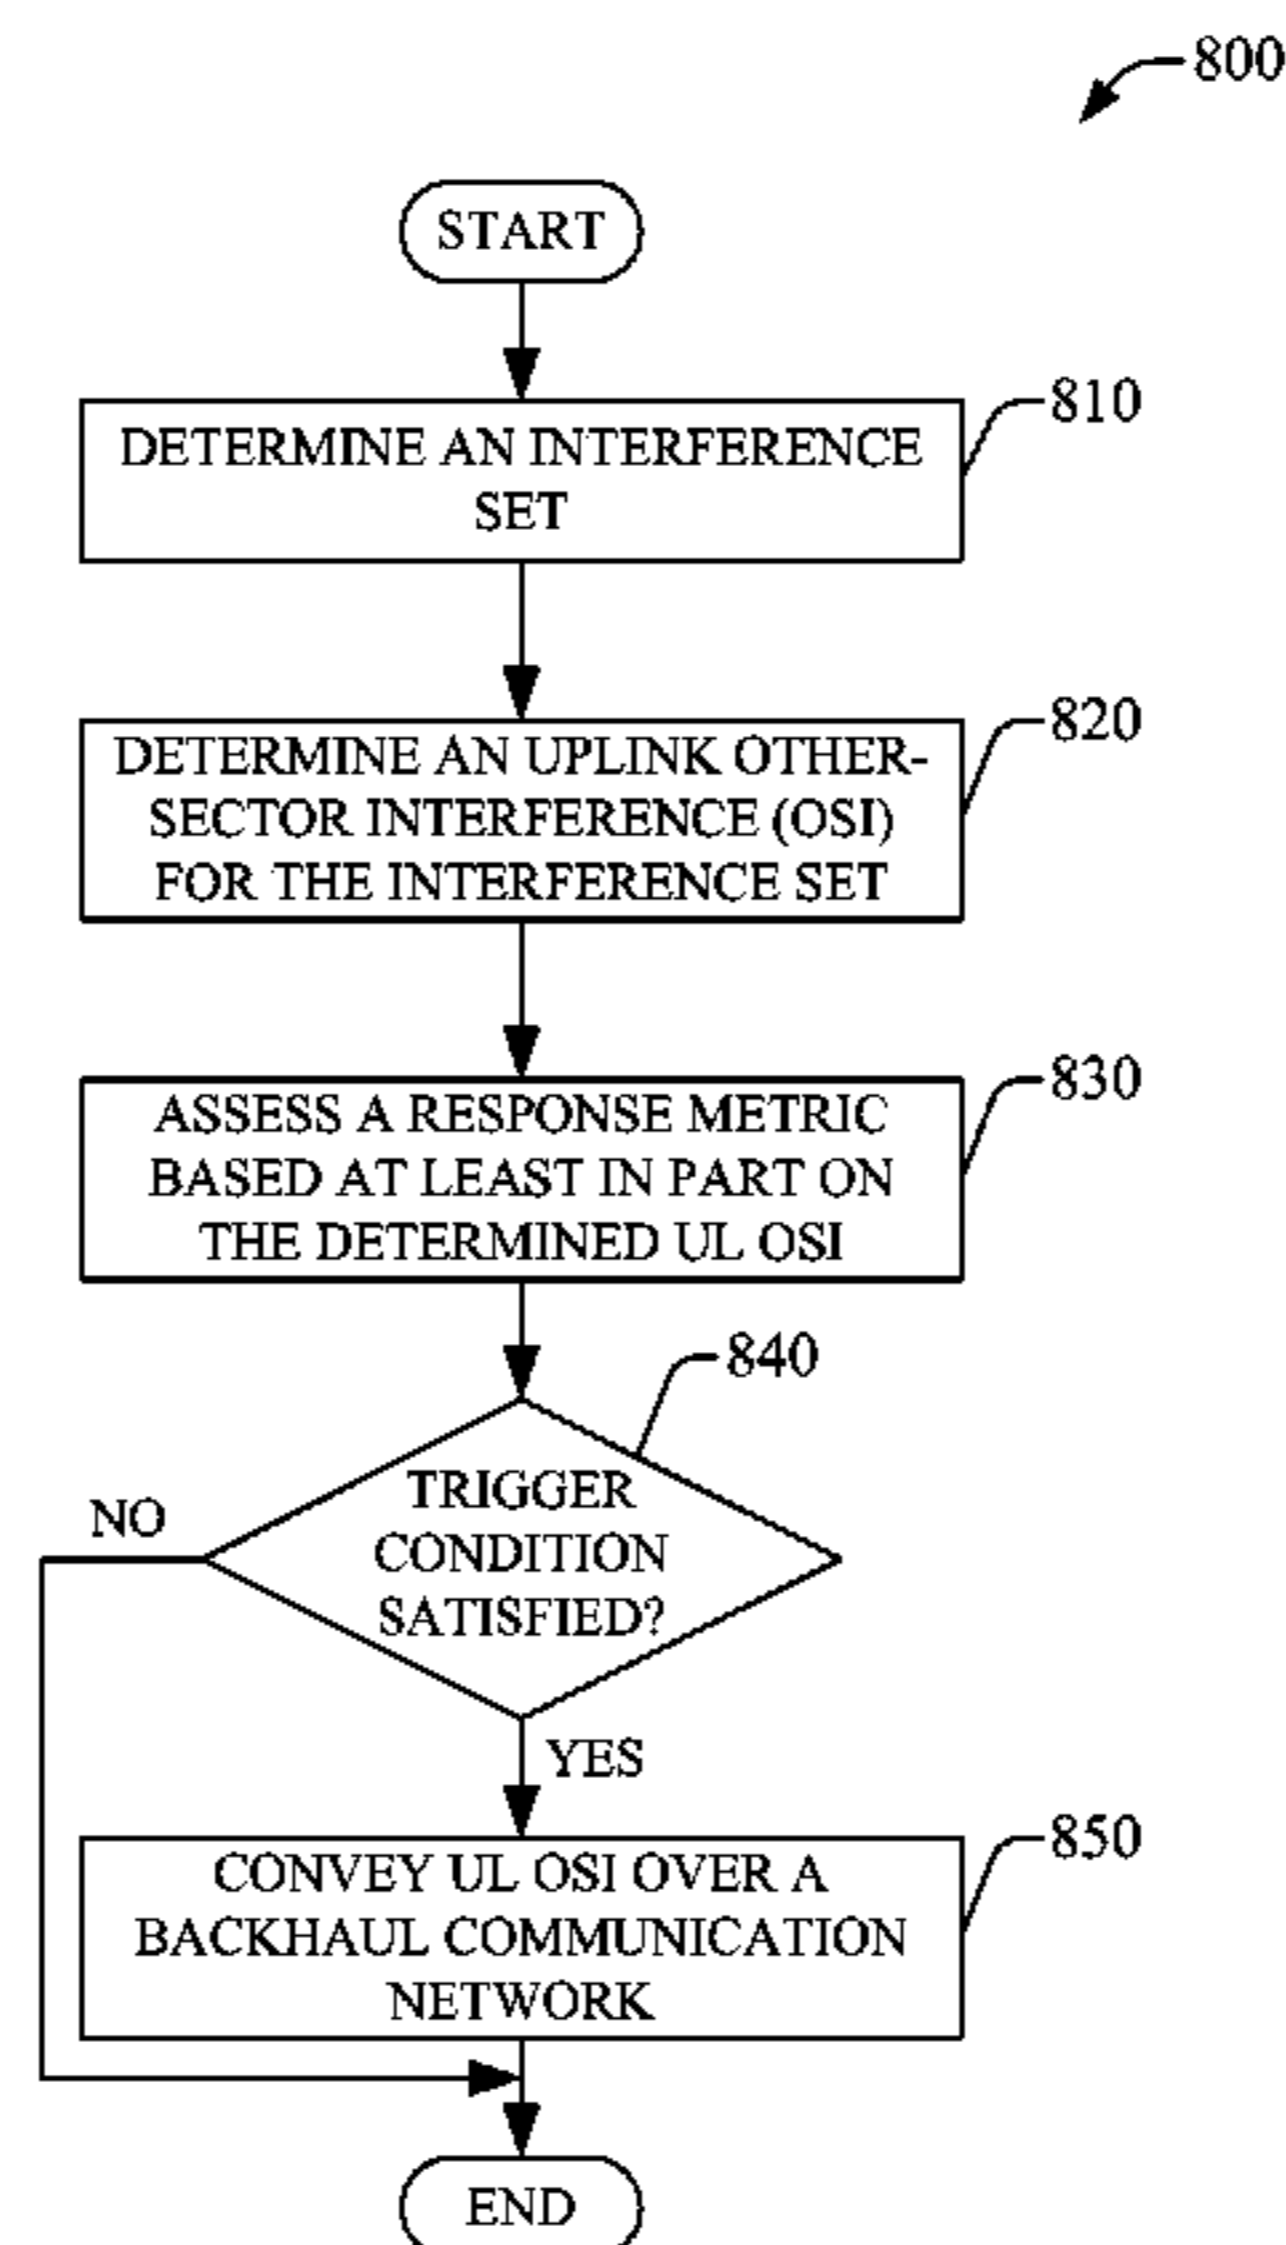 800
START
810
DETERMINE AN INTERFERENCE
SET
820
DETERMINE AN UPLINK OTHER-
SECTOR INTERFERENCE (OSI)
FOR THE INTERFERENCE SET
830
ASSESS A RESPONSE METRIC
BASED AT LEAST IN PART ON
THE DETERMINED UL OSI
840
TRIGGER
CONDITION
SATISFIED?
NO
YES
850
CONVEY UL OSI OVER A
BACKHAUL COMMUNICATION
NETWORK
END